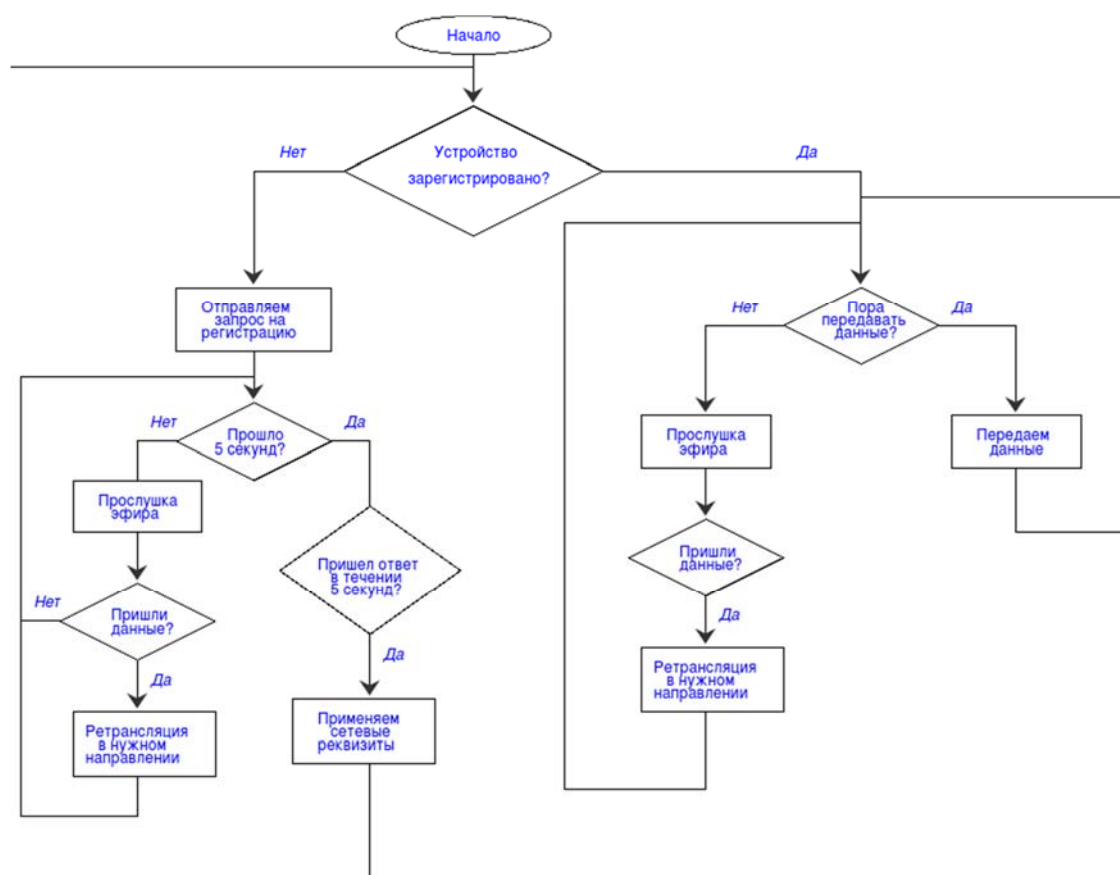 Начало
Нет
Устройство
зарегистрировано?
Да
Отправляем
запрос на
регистрацию
Нет
Прошло
5 секунд?
Да
Прослушка
эфира
Нет
Пришли
данные?
Да
Ретрансляция
в нужном
направлении
Пришел ответ
в течении
5 секунд?
Да
Применяем
сетевые
реквизиты
Нет
Пора
передавать
данные?
Да
Прослушка
эфира
Передаем
данные
Пришли
данные?
Да
Ретрансляция
в нужном
направлении